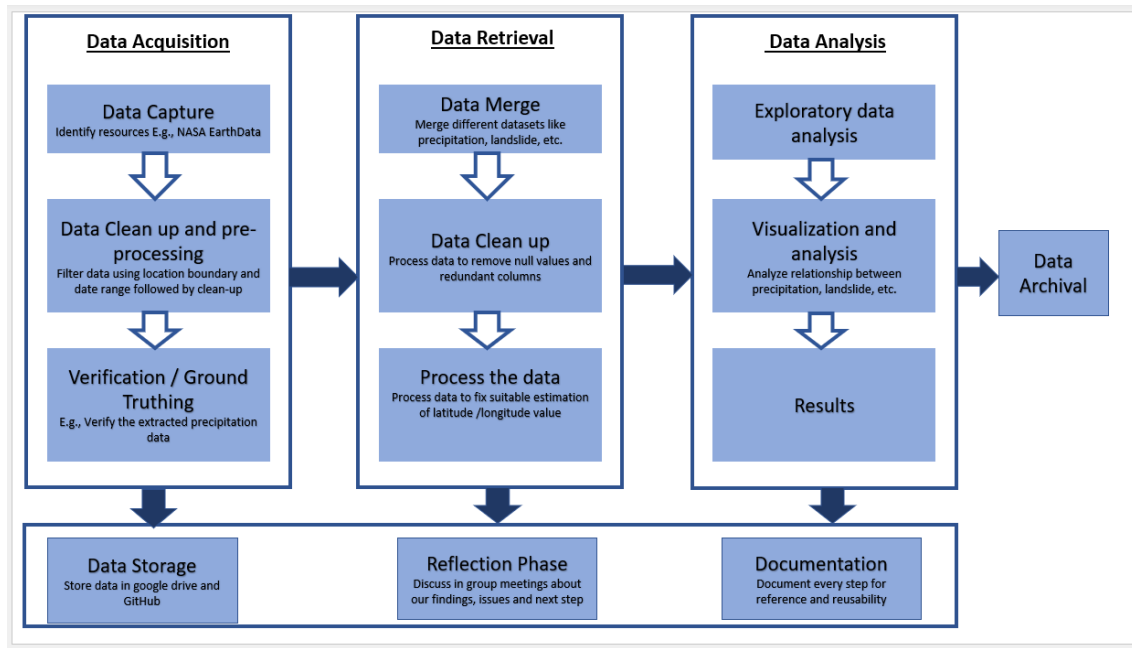 Data Acquisition
Data Capture
Identify resources E.g., NASA EarthData
Data Clean up and pre-
processing
Filter data using location boundary and
date range followed by clean-up
Verification / Ground
Truthing
E.g., Verify the extracted precipitation
data
Data Retrieval
Data Merge
Merge different datasets like
precipitation, landslide, etc.
Data Clean up
Process data to remove null values and
redundant columns
Process the data
Process data to fix suitable estimation
of latitude /longitude value
Data Analysis
Exploratory data
analysis
Visualization and
analysis
Analyze relationship between
precipitation, landslide, etc.
Results
Data
Archival
Data Storage
Store data in google drive and
GitHub
Reflection Phase
Discuss in group meetings about
our findings, issues and next step
Documentation
Document every step for
reference and reusability